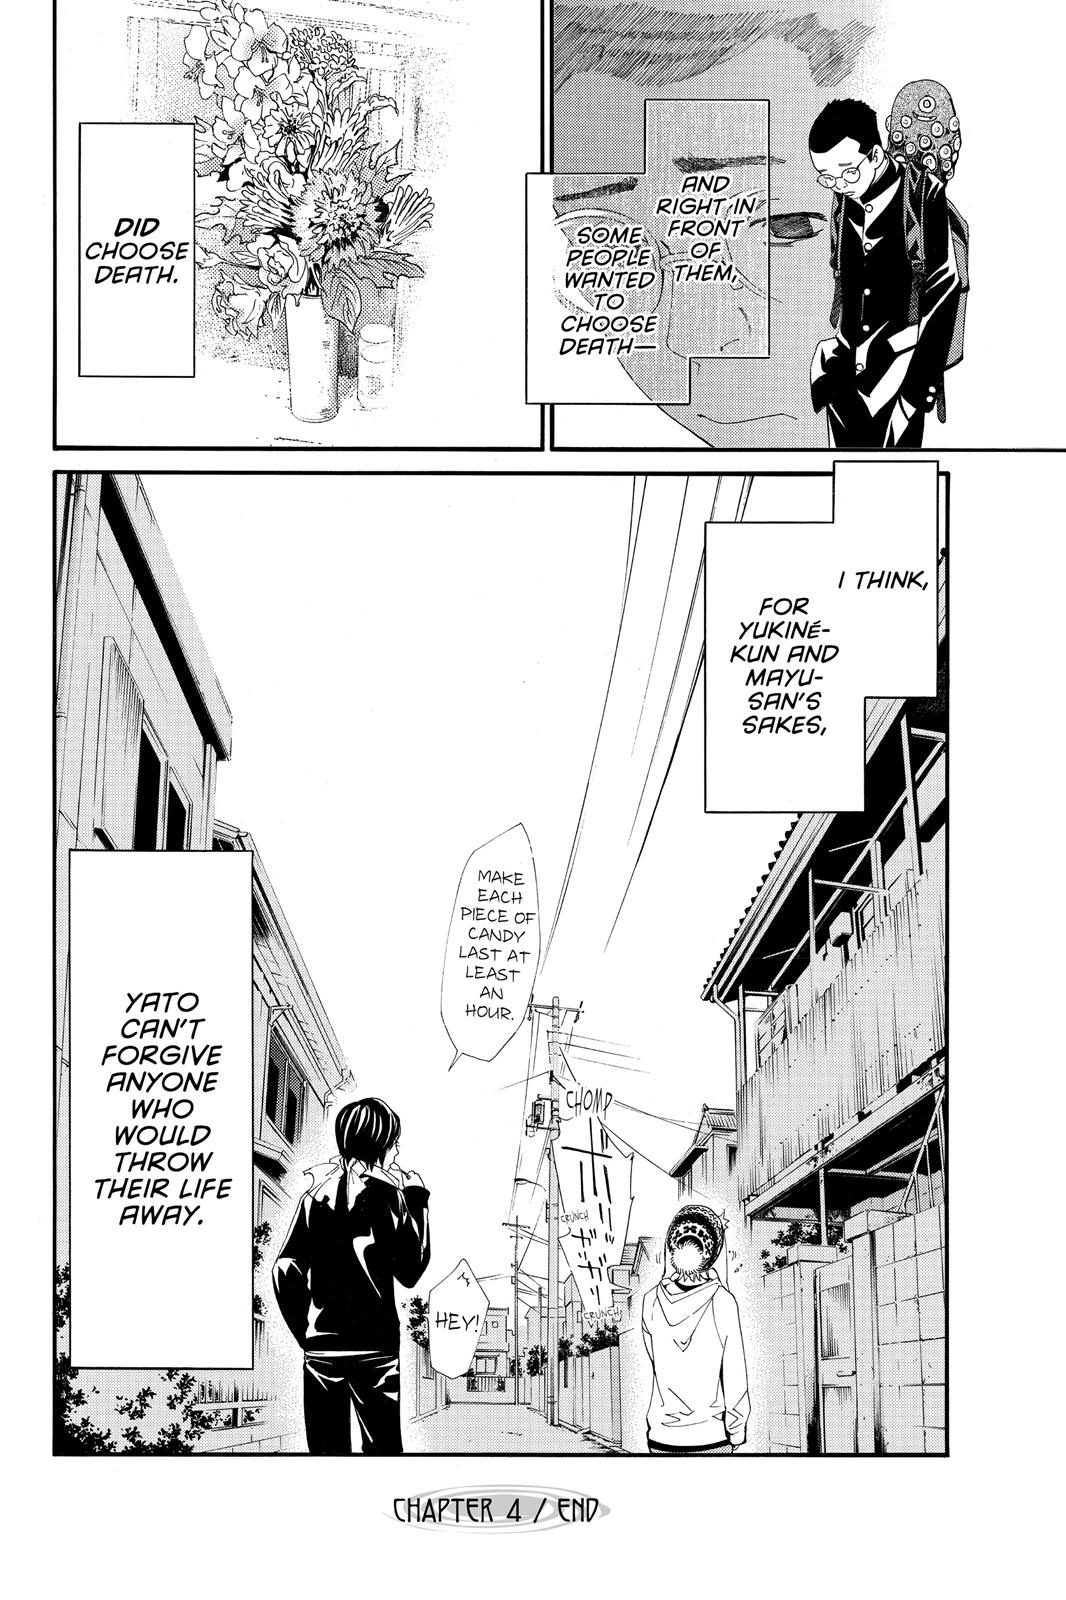 AND
RIGHT IN
FRONT
OF
THEM,
SOME
PEOPLE
WANTED
TO
CHOOSE
DEATH—
DID
CHOOSE
DEATH.
I THINK,
FOR
YUKINÉ-
KUN AND
MAYU-
SAN'S
SAKES,
MAKE
EACH
PIECE OF
CANDY
LAST AT
LEAST
AN
HOUR.
CHOMP
CRUNCH
CRUNCH
HEY!
YATO
CAN'T
FORGIVE
ANYONE
WHO
WOULD
THROW
THEIR LIFE
AWAY.
CHAPTER 4 / END